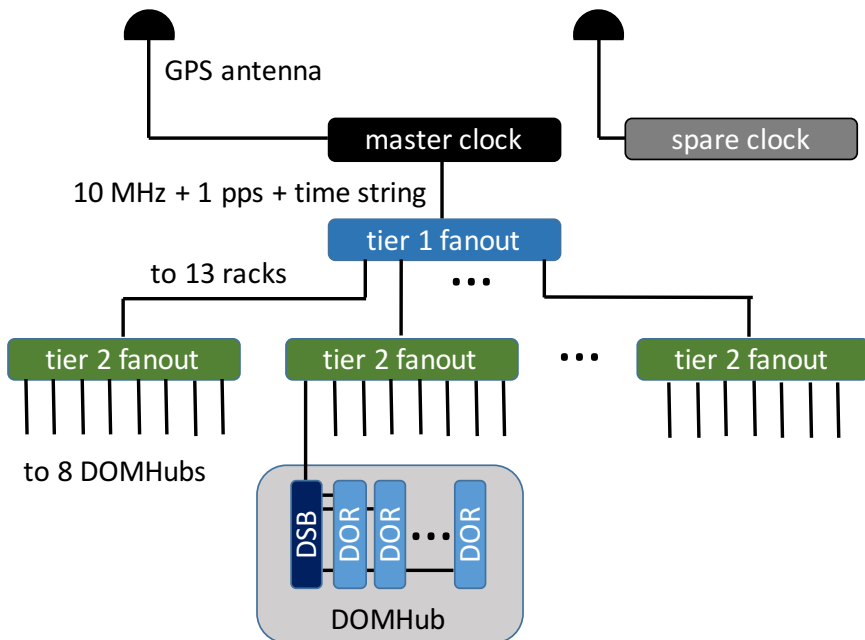 GPS antenna
master clock
spare clock
10 MHz + 1 pps + time string
tier 1 fanout
to 13 racks
...
tier 2 fanout
tier 2 fanout
...
tier 2 fanout
to 8 DOMHubs
DSB
DOR
DOR
...
DOR
DOMHub